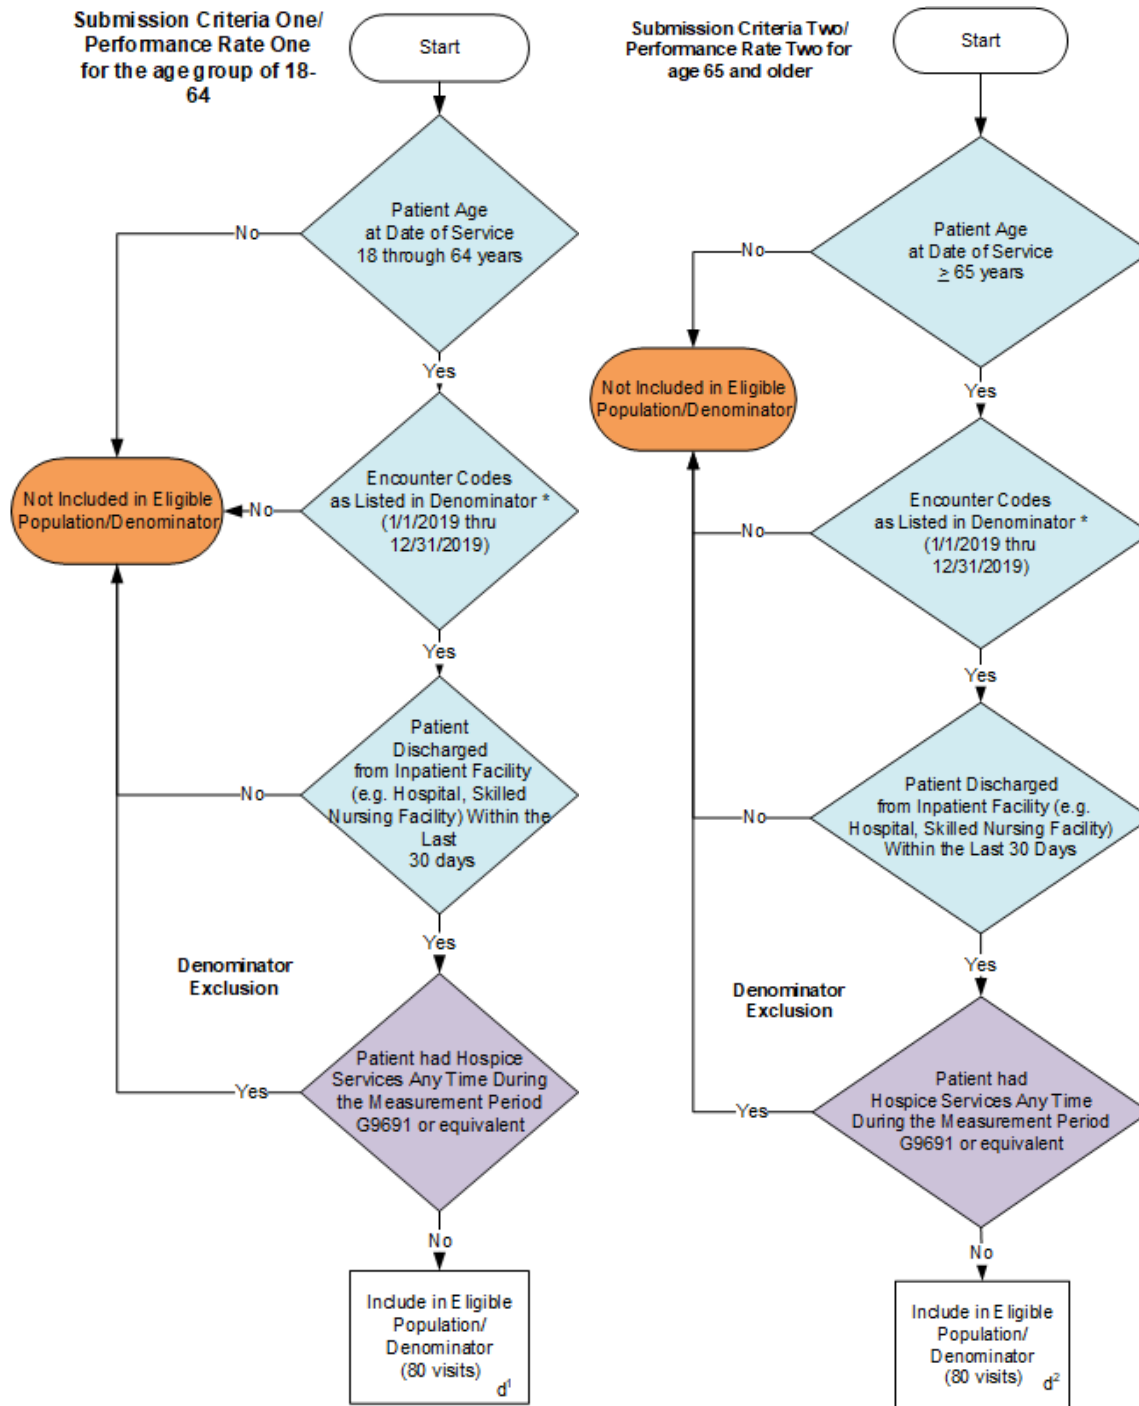 Submission Criteria One/
Performance Rate One
for the age group of 18-
64
Start
Patient Age
at Date of Service
18 through 64 years
No
Yes
Not Included in Eligible
Population/Denominator
No
Encounter Codes
as Listed in Denominator *
(1/1/2019 thru
12/31/2019)
Yes
Patient
Discharged
from Inpatient Facility
(e.g. Hospital, Skilled
Nursing Facility) Within the
Last
30 days
No
Yes
Denominator
Exclusion
Patient had Hospice
Services Any Time During
the Measurement Period
G9691 or equivalent
Yes
No
Include in Eligible
Population/
Denominator
(80 visits)
d¹
Submission Criteria Two/
Performance Rate Two for
age 65 and older
Start
Patient Age
at Date of Service
≥ 65 years
No
Yes
Not Included in Eligible
Population/Denominator
Encounter Codes
as Listed in Denominator *
(1/1/2019 thru
12/31/2019)
No
Yes
Patient Discharged
from Inpatient Facility (e.g.
Hospital, Skilled Nursing Facility)
Within the Last 30 Days
No
Yes
Denominator
Exclusion
Patient had
Hospice Services Any Time
During the Measurement Period
G9691 or equivalent
Yes
No
Include in Eligible
Population/
Denominator
(80 visits)
d²